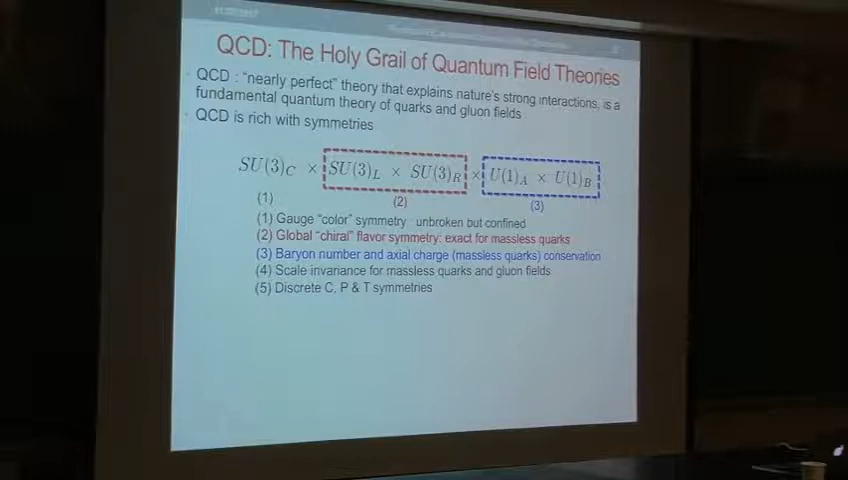 QCD: The Holy Grail of Quantum Field Theories
QCD : “nearly perfect” theory that explains nature's strong interactions, is a
fundamental quantum theory of quarks and gluon fields
QCD is rich with symmetries
SU(3)C × SU(3)L × SU(3)R × U(1)A × U(1)B
(1) (2) (3)
(1) Gauge “color” symmetry : unbroken but confined
(2) Global “chiral” flavor symmetry: exact for massless quarks
(3) Baryon number and axial charge (massless quarks) conservation
(4) Scale invariance for massless quarks and gluon fields
(5) Discrete C, P & T symmetries